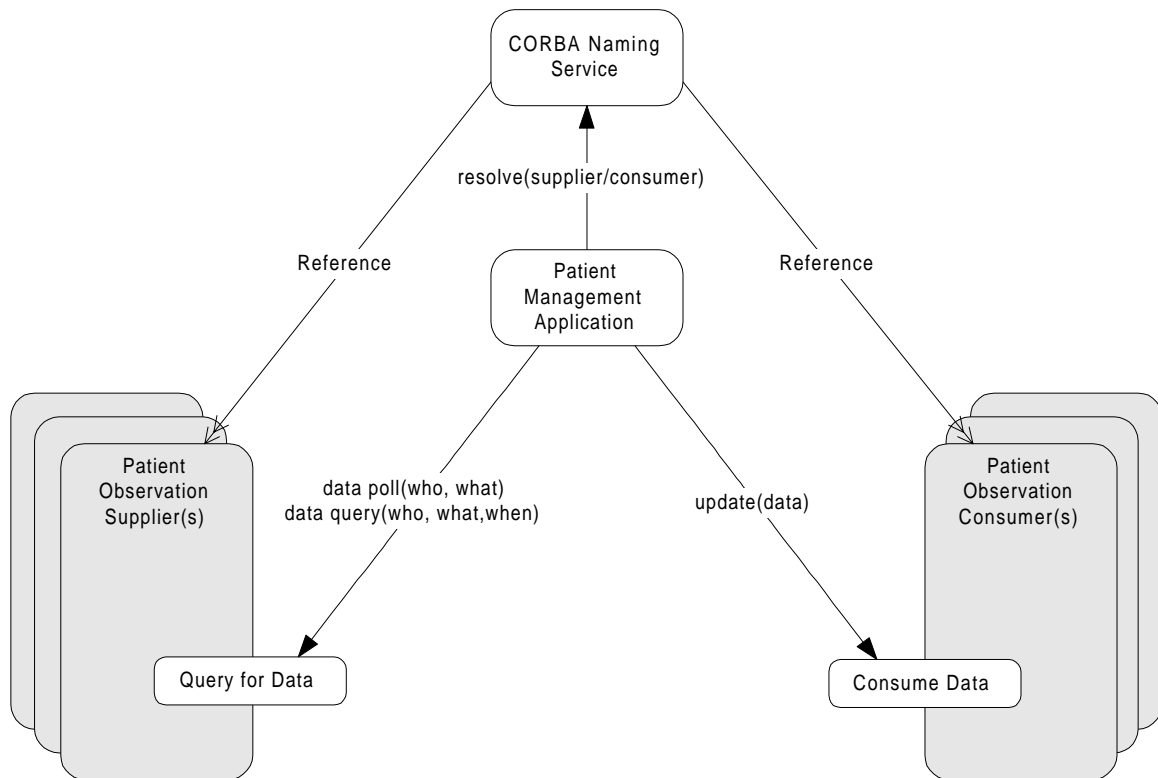 CORBA Naming
Service
resolve(supplier/consumer)
Reference
Reference
Patient
Management
Application
Patient
Observation
Supplier(s)
data poll(who, what)
data query(who, what,when)
update(data)
Patient
Observation
Consumer(s)
Query for Data
Consume Data